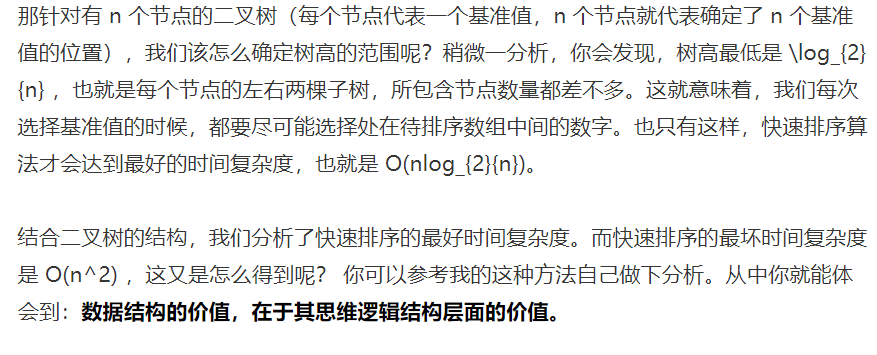 那针对有 n 个节点的二叉树（每个节点代表一个基准值，n 个节点就代表确定了 n 个基准
值的位置），我们该怎么确定树高的范围呢？稍微一分析，你会发现，树高最低是 \log_{2}
{n} ，也就是每个节点的左右两棵子树，所包含节点数量都差不多。这就意味着，我们每次
选择基准值的时候，都要尽可能选择处在待排序数组中间的数字。也只有这样，快速排序算
法才会达到最好的时间复杂度，也就是 O(nlog_{2}{n})。
结合二叉树的结构，我们分析了快速排序的最好时间复杂度。而快速排序的最坏时间复杂度
是 O(n^2) ，这又是怎么得到呢？ 你可以参考我的这种方法自己做下分析。从中你就能体
会到：数据结构的价值，在于其思维逻辑结构层面的价值。